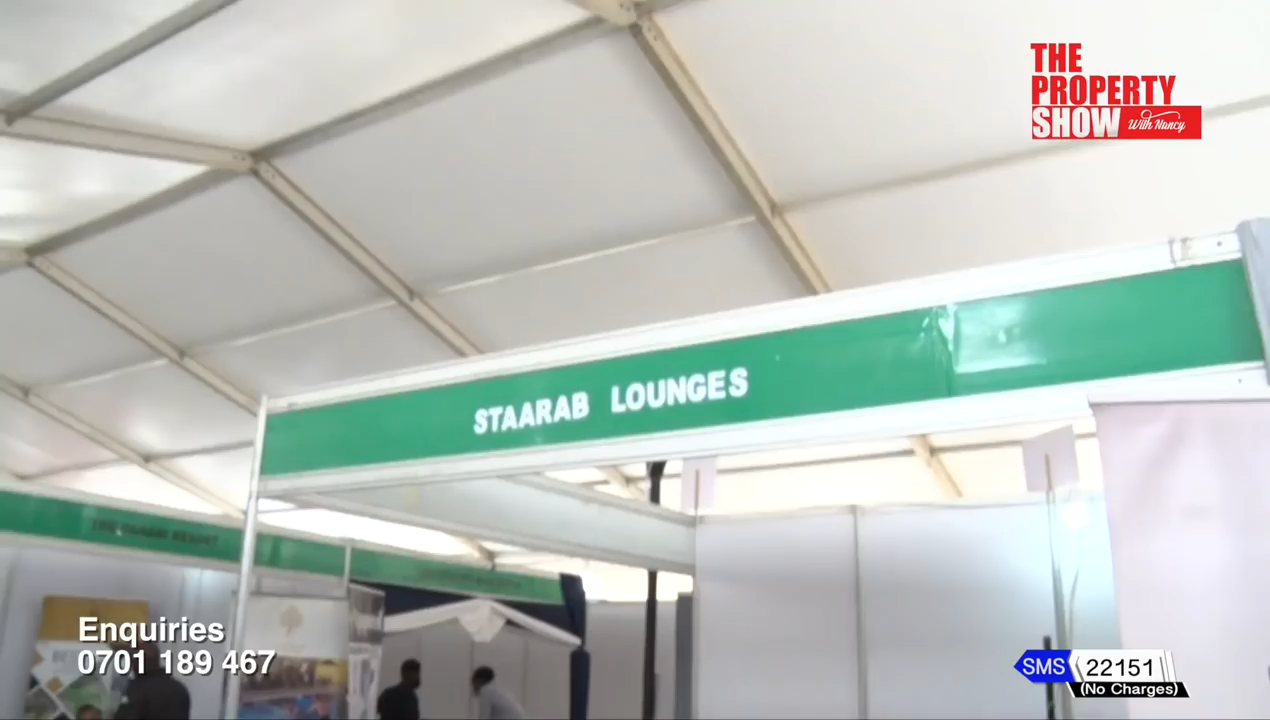 THE
PROPERTY
SHOW With Nancy
STAARAB LOUNGES
Enquiries
0701 189 467
SMS 22151
(No Charges)